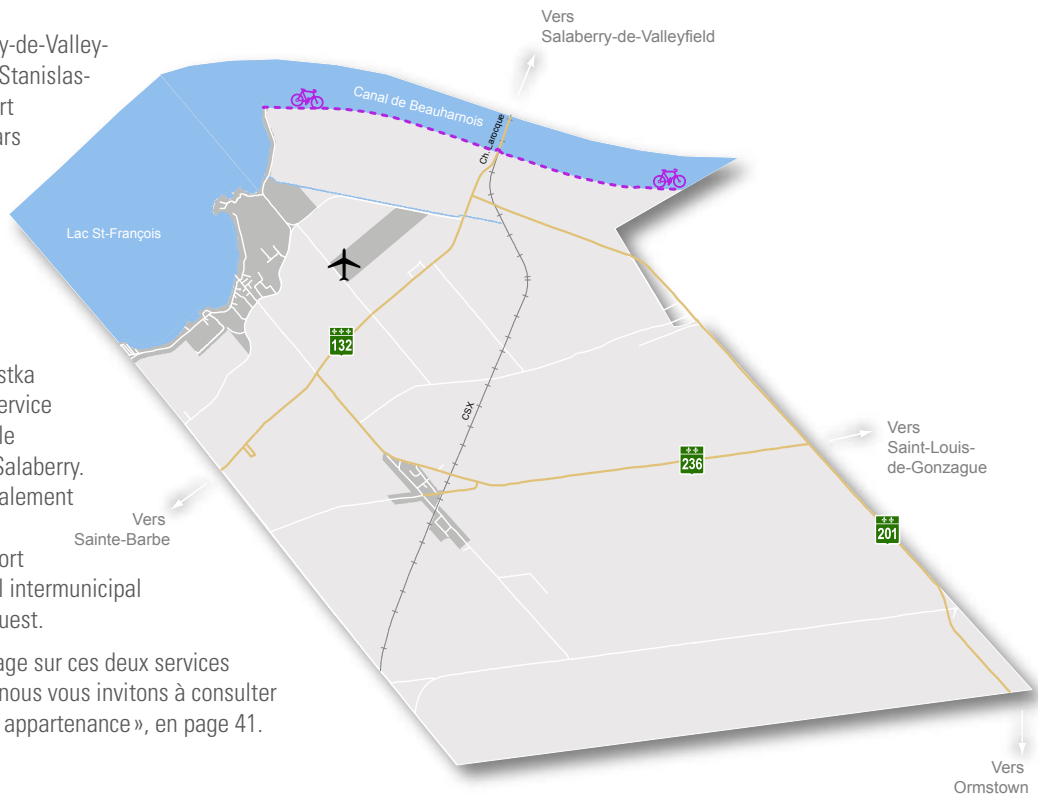 y-de-Valley-
Stanislas-
rt
ars
stka
ervice
le
Salaberry.
alement
ort
l intermunicipal
uest.
age sur ces deux services
nous vous invitons à consulter
appartenance », en page 41.
Vers
Salaberry-de-Valleyfield
Canal de Beauharnois
Ch. Larocque
Lac St-François
132
CSX
236
Vers
Saint-Louis-
de-Gonzague
201
Vers
Sainte-Barbe
Vers
Ormstown